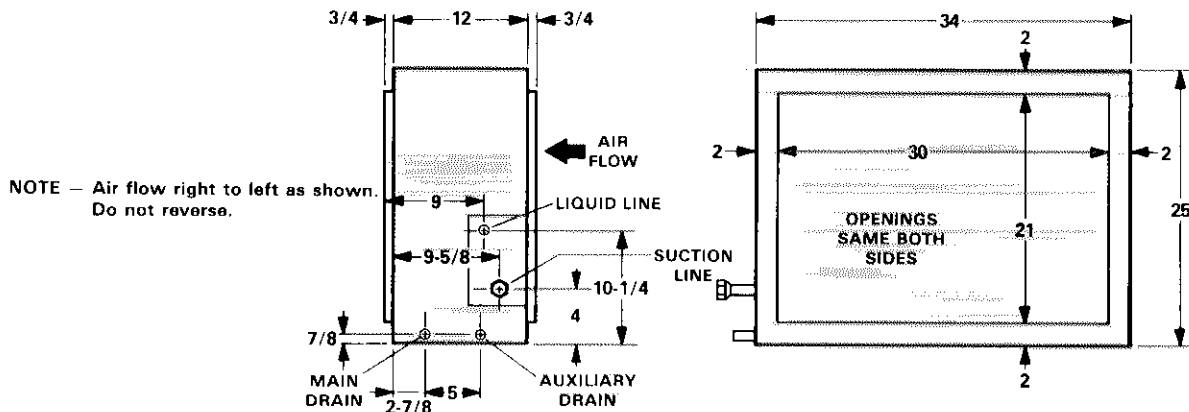 3/4
12
3/4
34
2
AIR
FLOW
2
30
2
NOTE — Air flow right to left as shown.
Do not reverse.
9
LIQUID LINE
OPENINGS
SAME BOTH
SIDES
21
25
9-5/8
SUCTION
LINE
10-1/4
4
7/8
MAIN
DRAIN
5
AUXILIARY
DRAIN
2-7/8
2